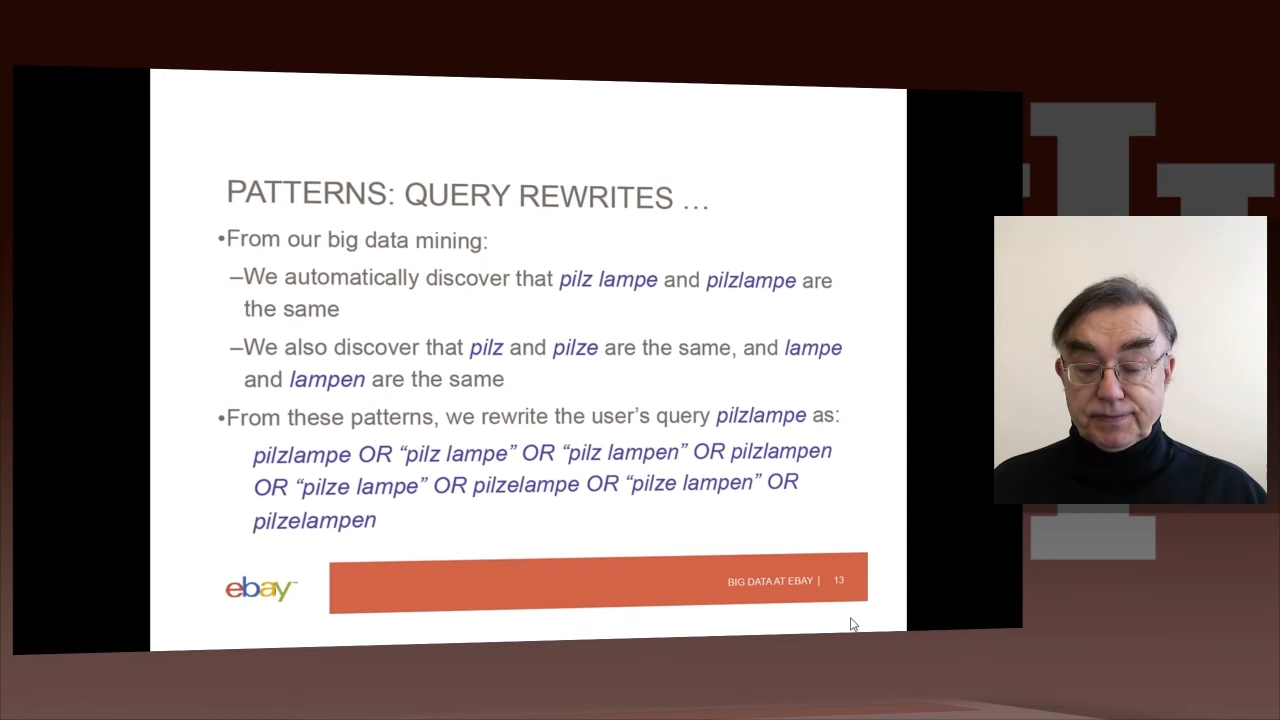 PATTERNS: QUERY REWRITES …
•From our big data mining:
–We automatically discover that pilz lampe and pilzlampe are
the same
–We also discover that pilz and pilze are the same, and lampe
and lampen are the same
•From these patterns, we rewrite the user's query pilzlampe as:
pilzlampe OR “pilz lampe” OR “pilz lampen” OR pilzlampen
OR “pilze lampe” OR pilzelampe OR “pilze lampen” OR
pilzelampen
ebay™
BIG DATA AT EBAY | 13